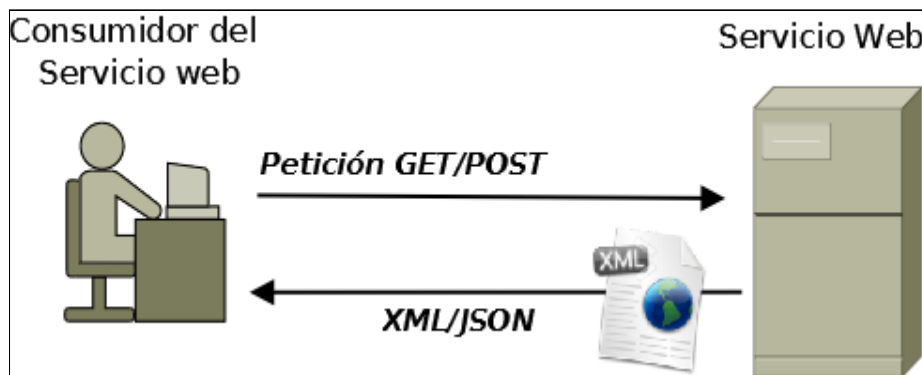 Consumidor del
Servicio web
Servicio Web
Petición GET/POST
XML
XML/JSON